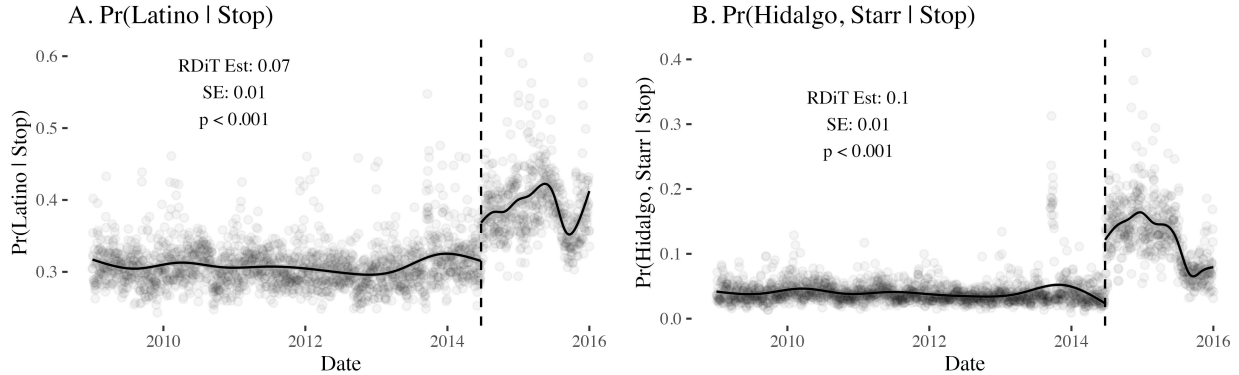 A. Pr(Latino | Stop)
Pr(Latino | Stop)
0.6
0.5
0.4
0.3
RDiT Est: 0.07
SE: 0.01
p < 0.001
2010
2012
2014
2016
Date
B. Pr(Hidalgo, Starr | Stop)
Pr(Hidalgo, Starr | Stop)
0.4
0.3
0.2
0.1
0.0
RDiT Est: 0.1
SE: 0.01
p < 0.001
2010
2012
2014
2016
Date